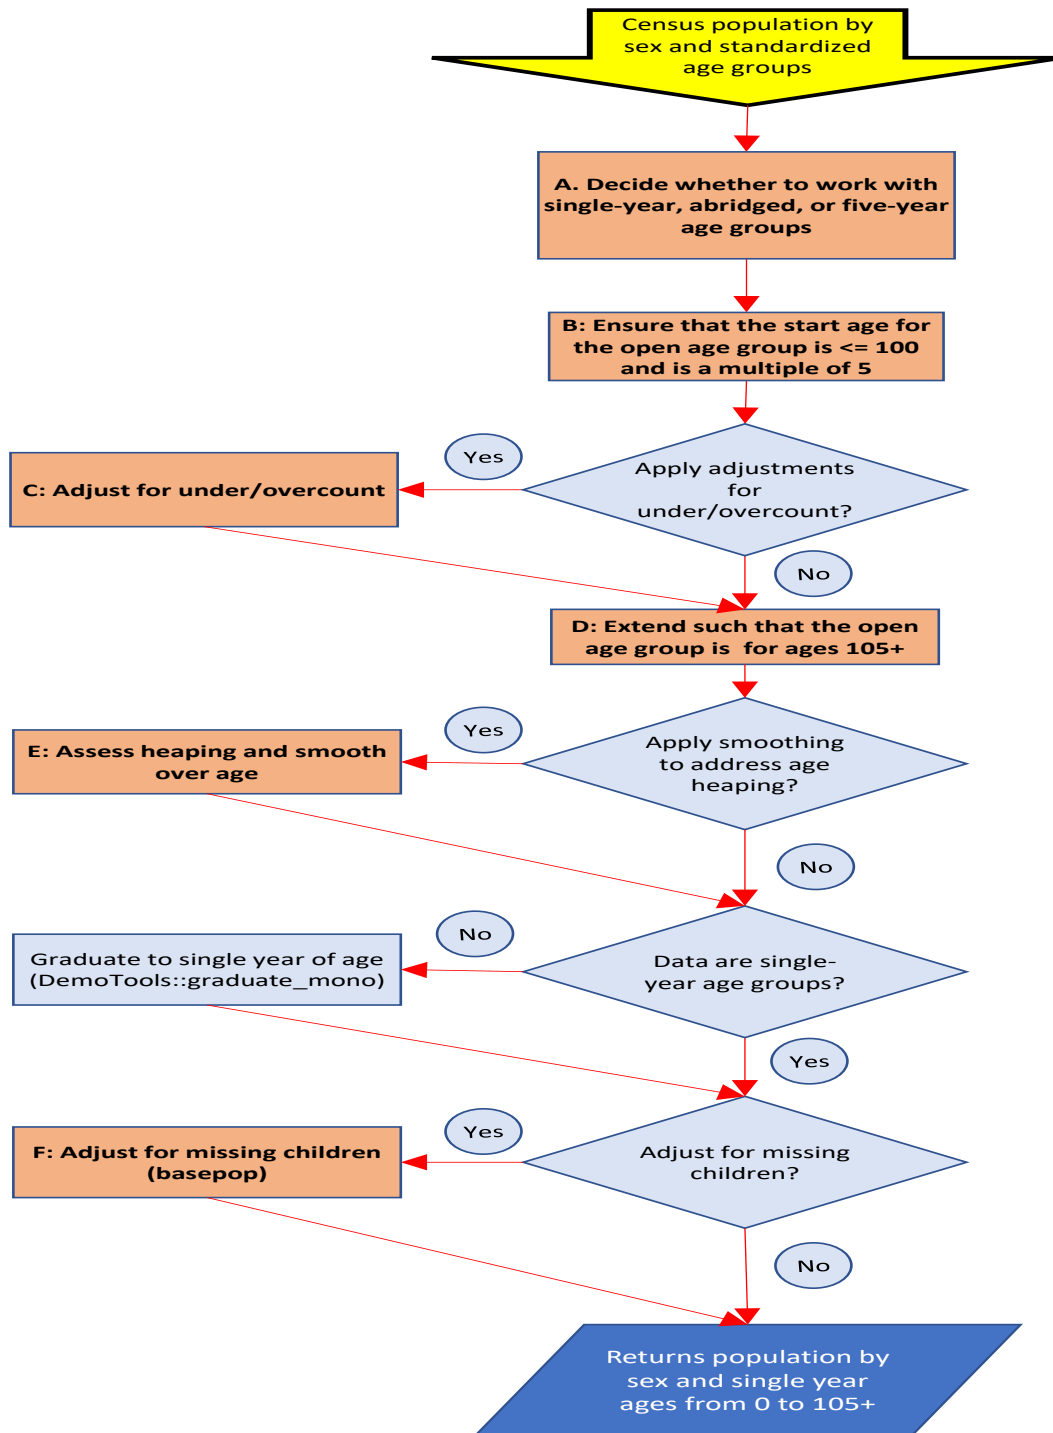 Census population by
sex and standardized
age groups
A. Decide whether to work with
single-year, abridged, or five-year
age groups
B: Ensure that the start age for
the open age group is <= 100
and is a multiple of 5
Yes
Apply adjustments
for
under/overcount?
C: Adjust for under/overcount
No
D: Extend such that the open
age group is  for ages 105+
Yes
Apply smoothing
to address age
heaping?
E: Assess heaping and smooth
over age
No
No
Data are single-
year age groups?
Graduate to single year of age
(DemoTools::graduate_mono)
Yes
Yes
Adjust for missing
children?
F: Adjust for missing children
(basepop)
No
Returns population by
sex and single year
ages from 0 to 105+